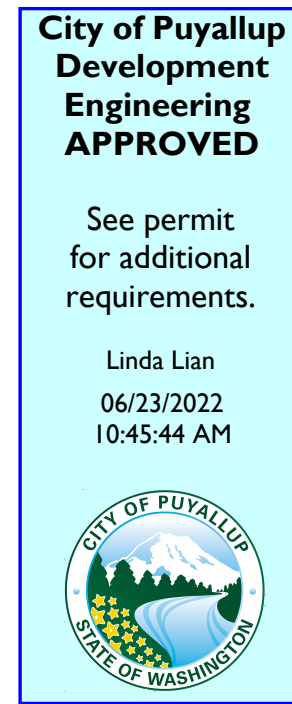 City of Puyallup
Development
Engineering
APPROVED
See permit
for additional
requirements.
Linda Lian
06/23/2022
10:45:44 AM
CITY OF PUYALLUP
STATE OF WASHINGTON